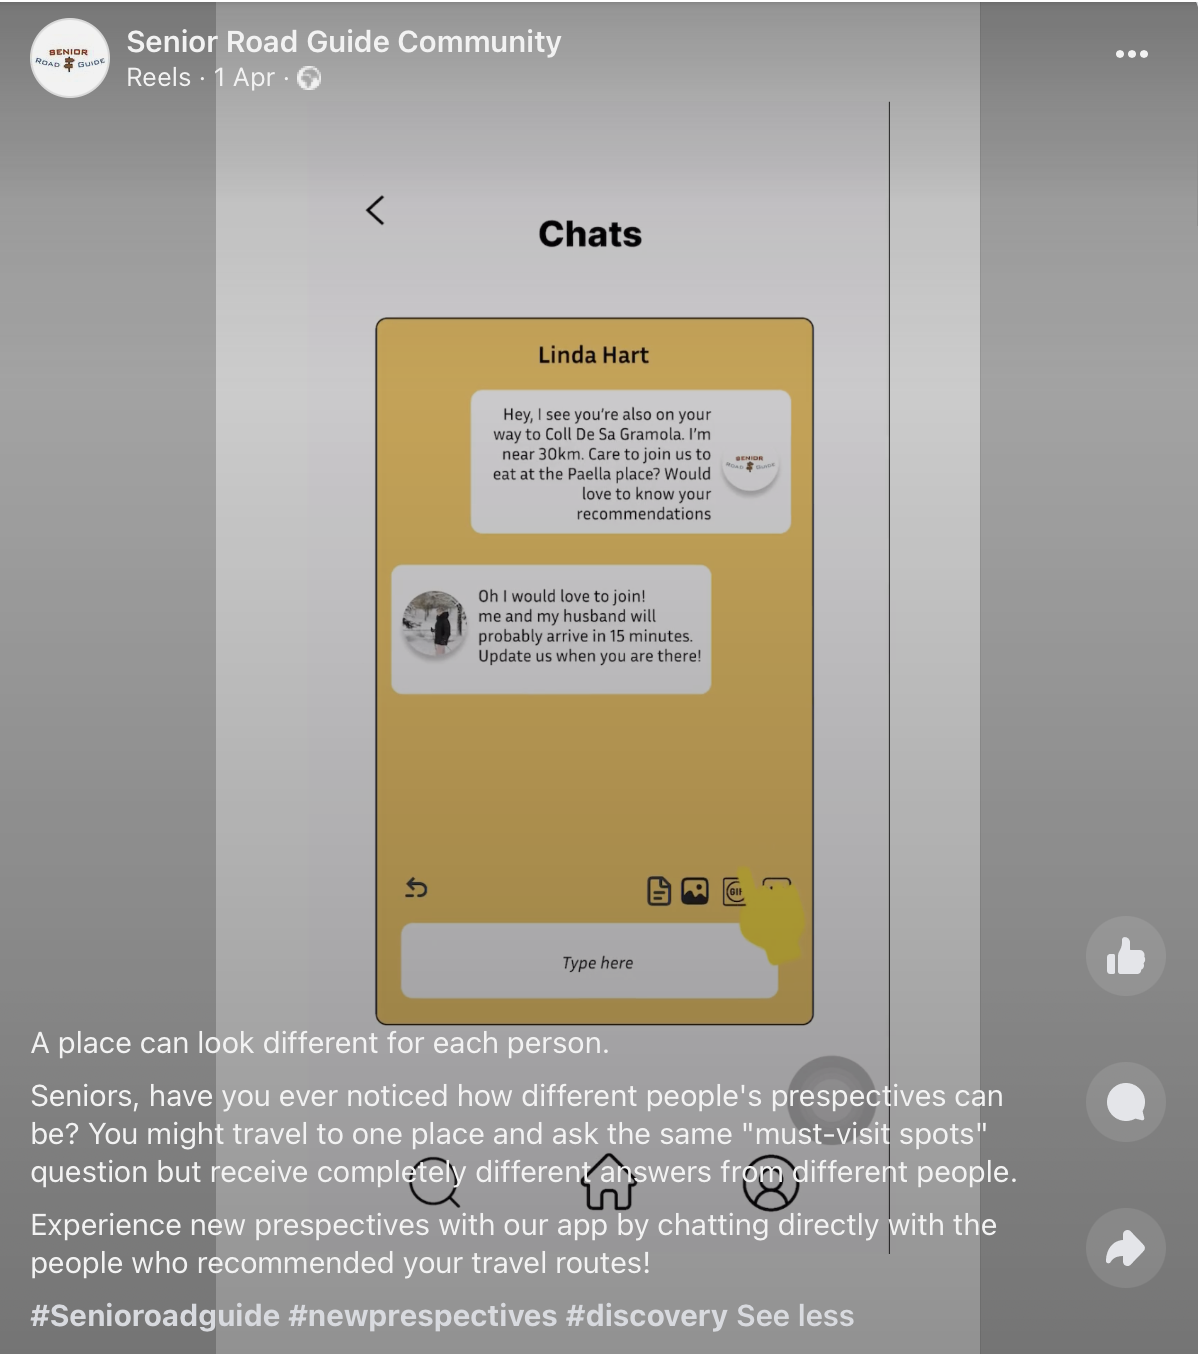 SENIOR
ROAD GUIDE
Senior Road Guide Community
Reels · 1 Apr ·
Chats
Linda Hart
Hey, I see you're also on your
way to Coll De Sa Gramola. I'm
near 30km. Care to join us to
eat at the Paella place? Would
love to know your
recommendations
SENIOR
ROAD GUIDE
Oh I would love to join!
me and my husband will
probably arrive in 15 minutes.
Update us when you are there!
GIF
Type here
A place can look different for each person.
Seniors, have you ever noticed how different people's prespectives can
be? You might travel to one place and ask the same "must-visit spots"
question but receive completely different answers from different people.
Experience new prespectives with our app by chatting directly with the
people who recommended your travel routes!
#Senioroadguide #newprespectives #discovery See less